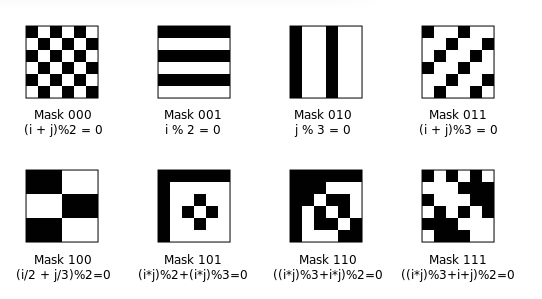 Mask 000
(i + j)%2 = 0
Mask 001
i % 2 = 0
Mask 010
j % 3 = 0
Mask 011
(i + j)%3 = 0
Mask 100
(i/2 + j/3)%2=0
Mask 101
(i*j)%2+(i*j)%3=0
Mask 110
((i*j)%3+i*j)%2=0
Mask 111
((i*j)%3+i+j)%2=0